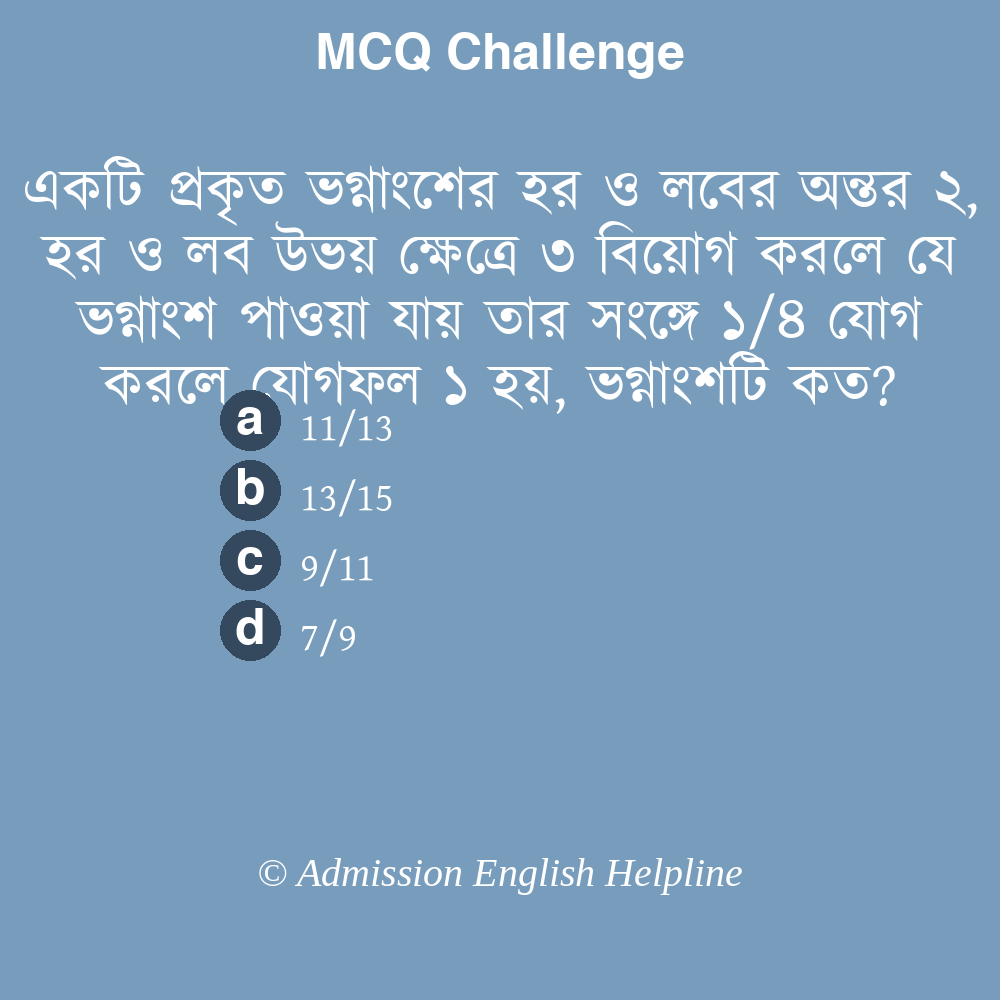 MCQ Challenge
একটি প্রকৃত ভগ্নাংশের হর ও লবের অন্তর ২,
হর ও লব উভয় ক্ষেত্রে ৩ বিয়োগ করলে যে
ভগ্নাংশ পাওয়া যায় তার সংঙ্গে ১/৪ যোগ
করলে যোগফল ১ হয়, ভগ্নাংশটি কত?
a 11/13
b 13/15
c 9/11
d 7/9
© Admission English Helpline